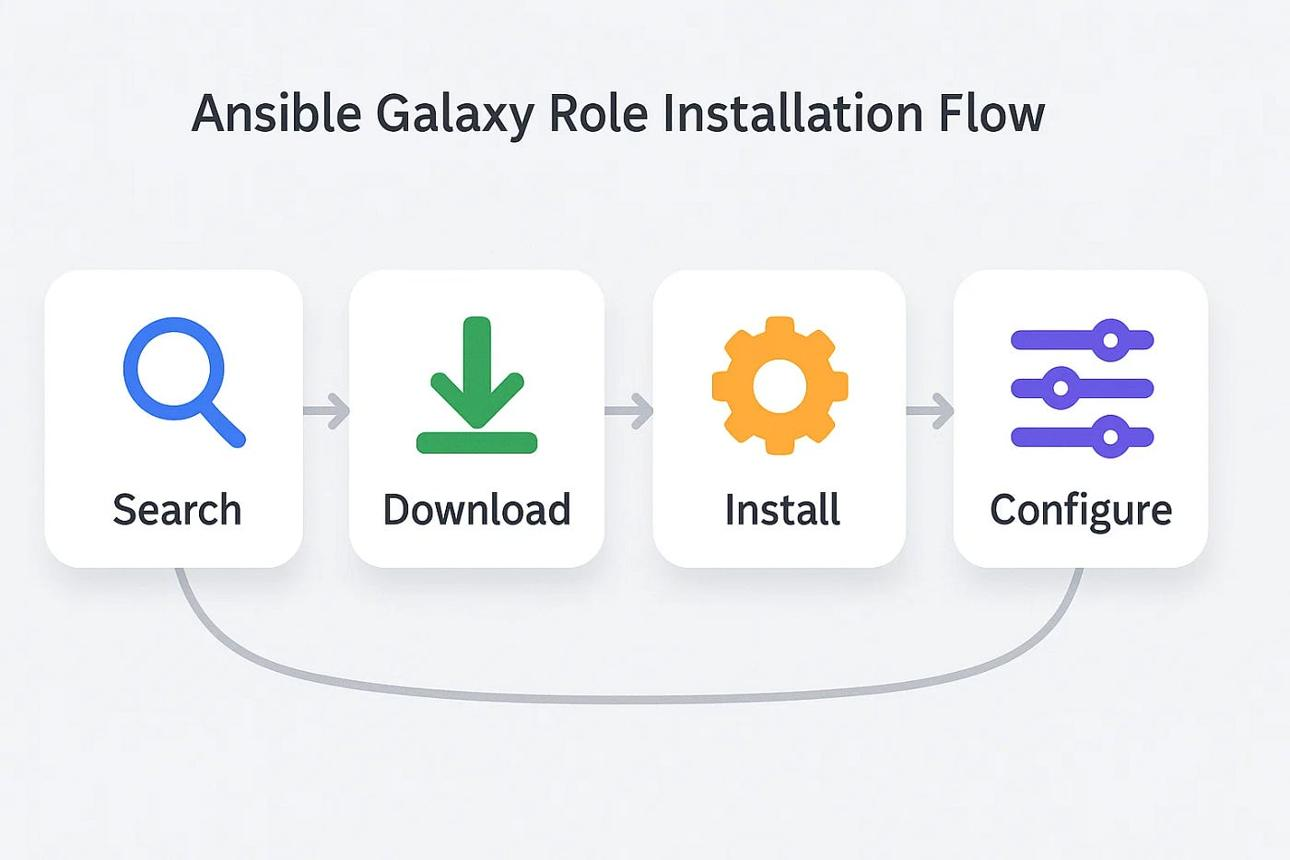 Ansible Galaxy Role Installation Flow
Search
Download
Install
Configure